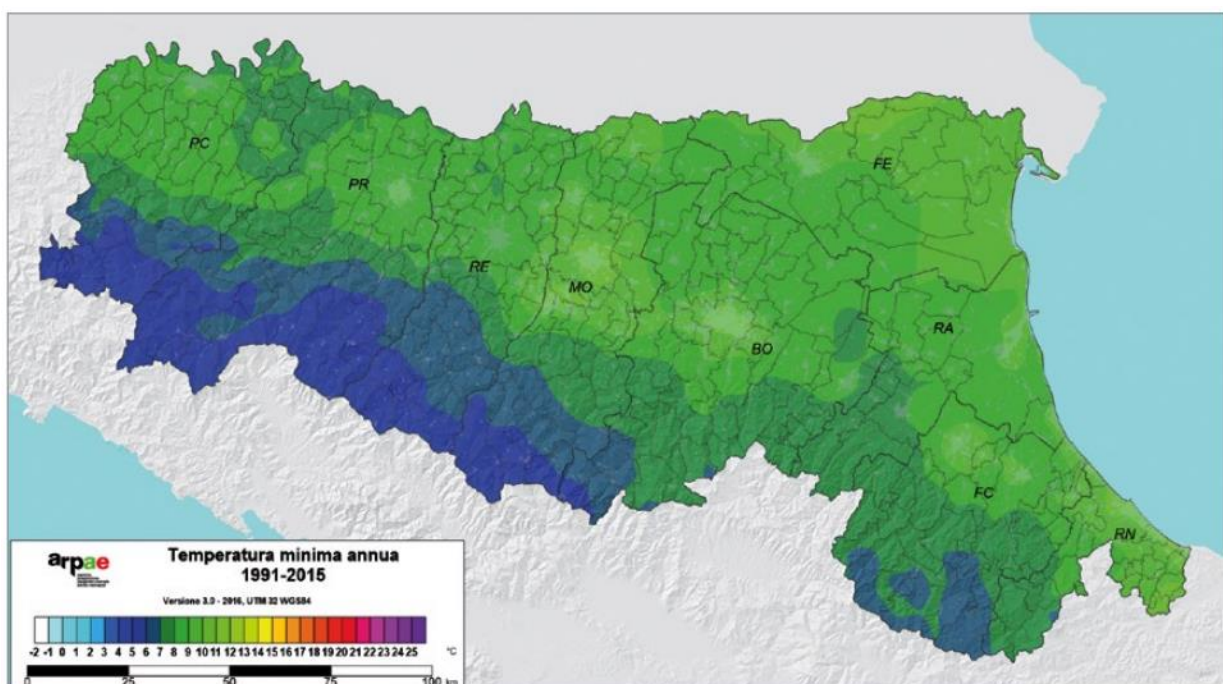 PC
PR
RE
MO
BO
FE
RA
FC
RN
arpae
Temperatura minima annua
1991-2015
Versione 3.0 - 2016, UTM 32 WGS84
-2 -1 0 1 2 3 4 5 6 7 8 9 10 11 12 13 14 15 16 17 18 19 20 21 22 23 24 25 °C
0 25 50 75 100 km